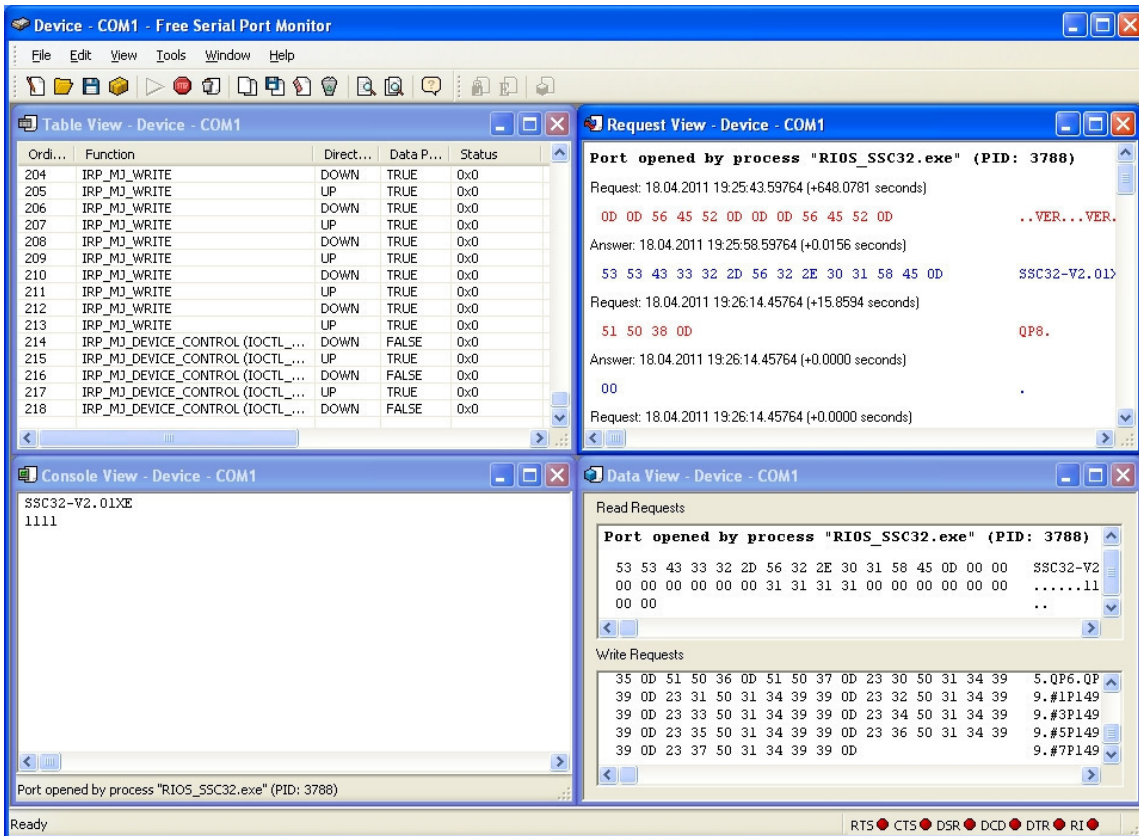 Device - COM1 - Free Serial Port Monitor
File Edit View Tools Window Help
Table View - Device - COM1
Ordi... Function Direct... Data P... Status
204 IRP_MJ_WRITE DOWN TRUE 0x0
205 IRP_MJ_WRITE UP TRUE 0x0
206 IRP_MJ_WRITE DOWN TRUE 0x0
207 IRP_MJ_WRITE UP TRUE 0x0
208 IRP_MJ_WRITE DOWN TRUE 0x0
209 IRP_MJ_WRITE UP TRUE 0x0
210 IRP_MJ_WRITE DOWN TRUE 0x0
211 IRP_MJ_WRITE UP TRUE 0x0
212 IRP_MJ_WRITE DOWN TRUE 0x0
213 IRP_MJ_WRITE UP TRUE 0x0
214 IRP_MJ_DEVICE_CONTROL (IOCTL_... DOWN FALSE 0x0
215 IRP_MJ_DEVICE_CONTROL (IOCTL_... UP TRUE 0x0
216 IRP_MJ_DEVICE_CONTROL (IOCTL_... DOWN FALSE 0x0
217 IRP_MJ_DEVICE_CONTROL (IOCTL_... UP TRUE 0x0
218 IRP_MJ_DEVICE_CONTROL (IOCTL_... DOWN FALSE 0x0
Request View - Device - COM1
Port opened by process "RIOS_SSC32.exe" (PID: 3788)
Request: 18.04.2011 19:25:43.59764 (+648.0781 seconds)
0D 0D 56 45 52 0D 0D 0D 56 45 52 0D ..VER...VER.
Answer: 18.04.2011 19:25:58.59764 (+0.0156 seconds)
53 53 43 33 32 2D 56 32 2E 30 31 58 45 0D SSC32-V2.01X
Request: 18.04.2011 19:26:14.45764 (+15.8594 seconds)
51 50 38 0D QP8.
Answer: 18.04.2011 19:26:14.45764 (+0.0000 seconds)
00 .
Request: 18.04.2011 19:26:14.45764 (+0.0000 seconds)
Console View - Device - COM1
SSC32-V2.01XE
1111
Port opened by process "RIOS_SSC32.exe" (PID: 3788)
Data View - Device - COM1
Read Requests
Port opened by process "RIOS_SSC32.exe" (PID: 3788)
53 53 43 33 32 2D 56 32 2E 30 31 58 45 0D 00 00 SSC32-V2
00 00 00 00 00 00 31 31 31 31 00 00 00 00 00 00 ......11
00 00 ..
Write Requests
35 0D 51 50 36 0D 51 50 37 0D 23 30 50 31 34 39 5.QP6.QP
39 0D 23 31 50 31 34 39 39 0D 23 32 50 31 34 39 9.#1P149
39 0D 23 33 50 31 34 39 39 0D 23 34 50 31 34 39 9.#3P149
39 0D 23 35 50 31 34 39 39 0D 23 36 50 31 34 39 9.#5P149
39 0D 23 37 50 31 34 39 39 0D 9.#7P149
Ready RTS CTS DSR DCD DTR RI